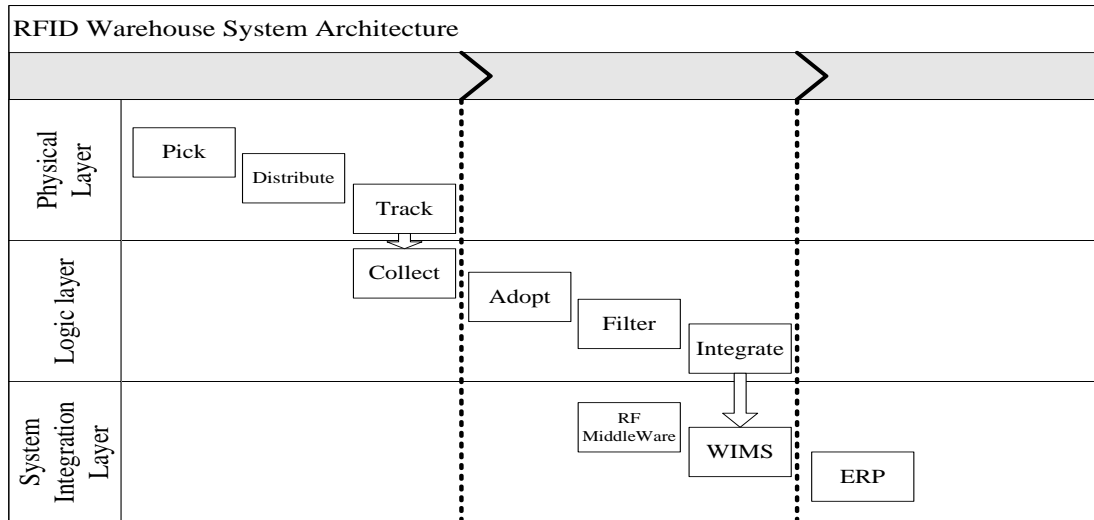 RFID Warehouse System Architecture
Physical
Layer
Pick
Distribute
Track
Logic layer
Collect
Adopt
Filter
Integrate
System
Integration
Layer
RF
MiddleWare
WIMS
ERP